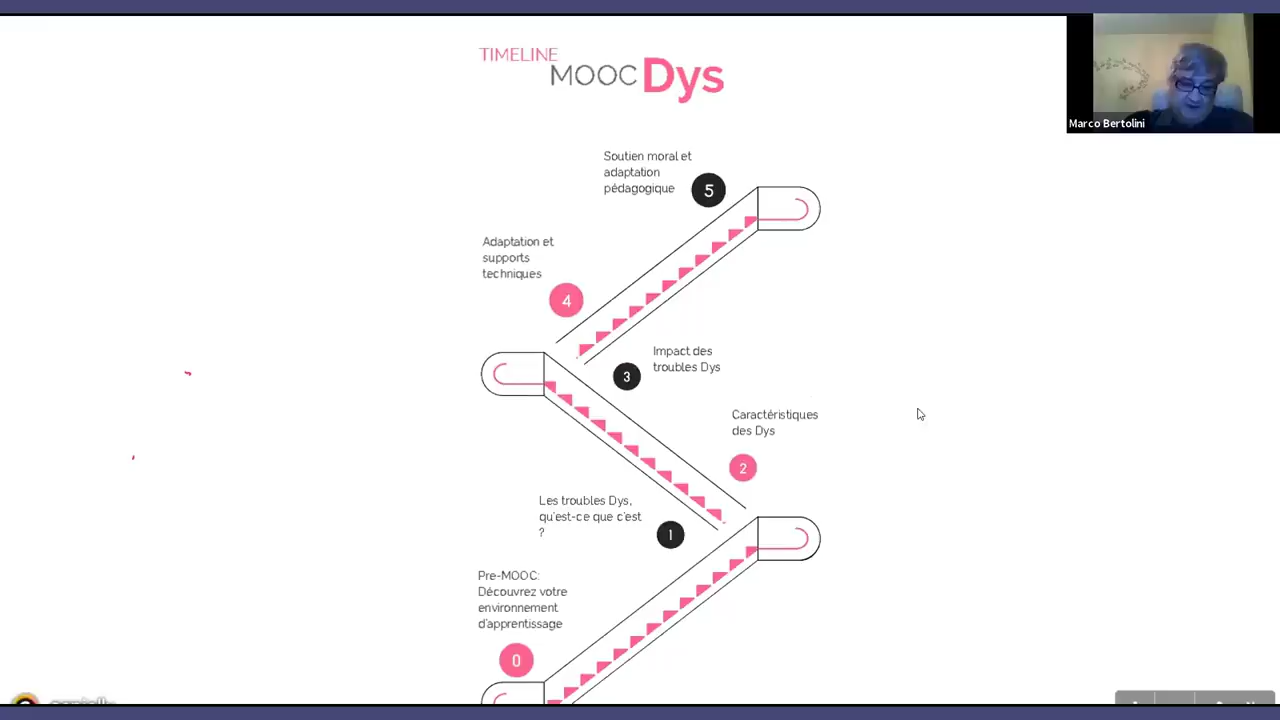 TIMELINE
MOOC Dys
Marco Bertolini
Soutien moral et
adaptation
pédagogique
5
Adaptation et
supports
techniques
4
Impact des
troubles Dys
3
Caractéristiques
des Dys
2
Les troubles Dys,
qu'est-ce que c'est
?
1
Pre-MOOC:
Découvrez votre
environnement
d'apprentissage
0